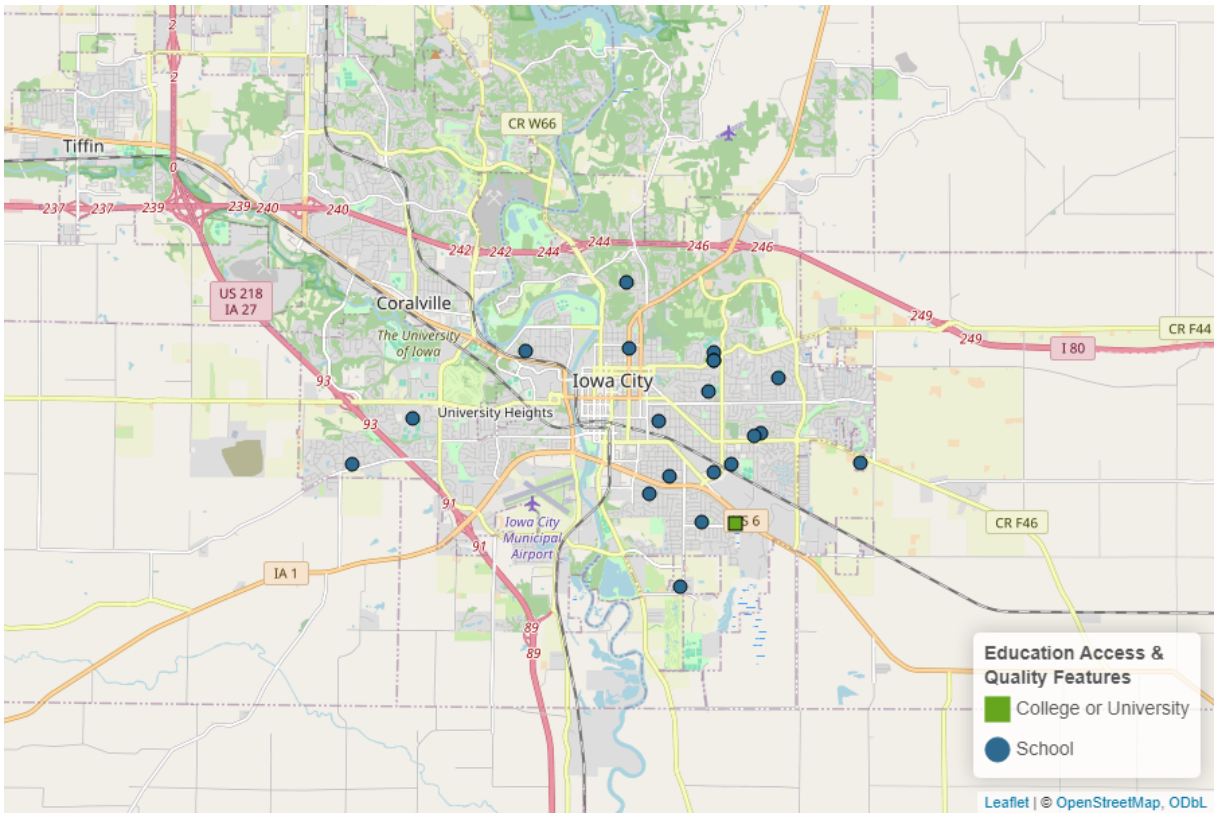 2
2
CR W66
Tiffin
0
237
237
239
239
240
240
242
242
244
244
246
246
US 218
IA 27
Coralville
The University
of Iowa
249
249
CR F44
I 80
93
93
Iowa City
University Heights
91
91
Iowa City
Municipal
Airport
S 6
CR F46
IA 1
89
89
Education Access &
Quality Features
College or University
School
Leaflet | © OpenStreetMap, ODbL